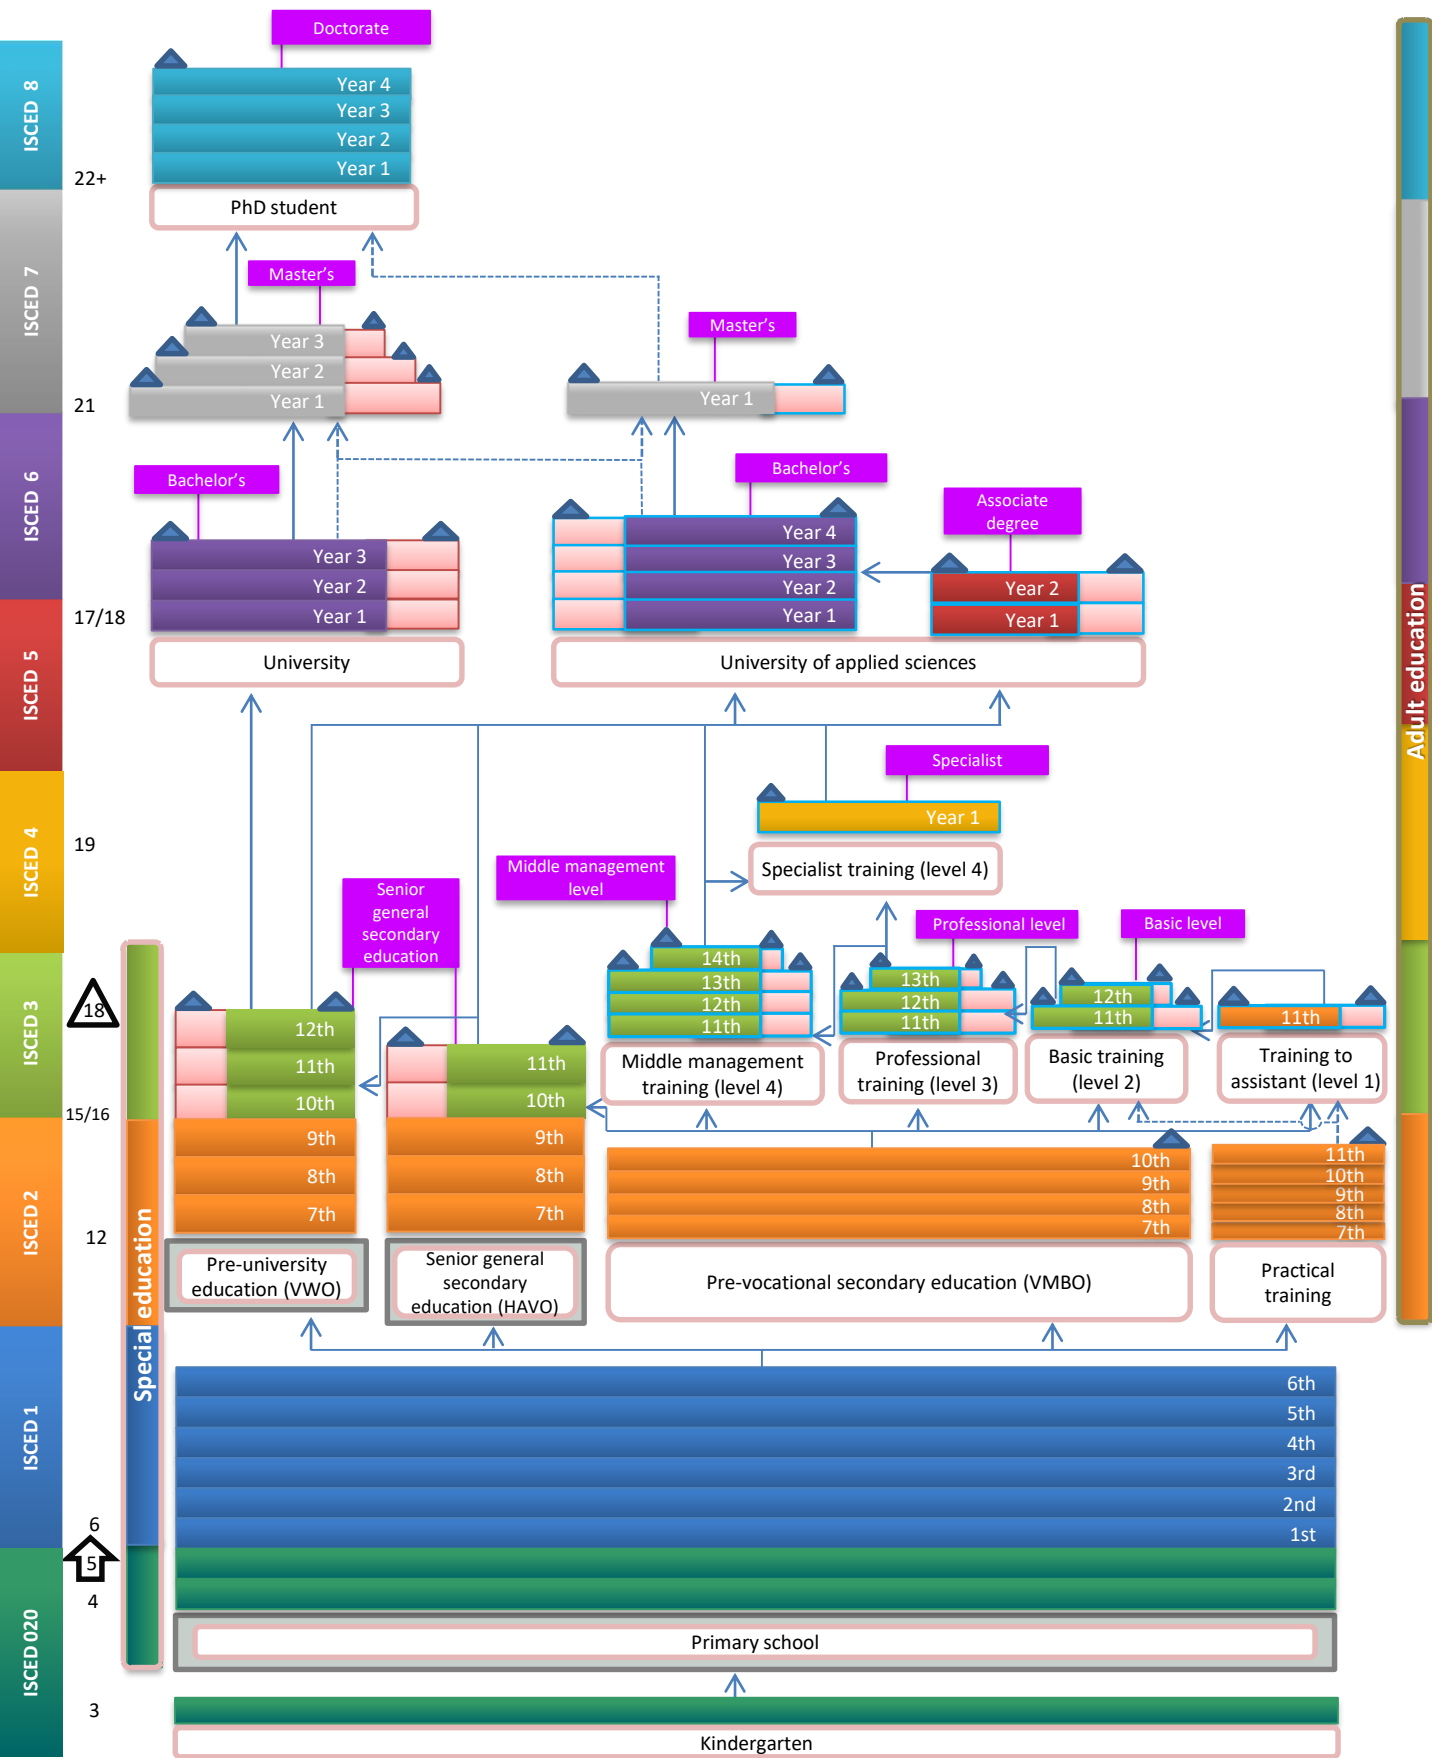 Doctorate
ISCED 8
Year 4
Year 3
Year 2
Year 1
22+
PhD student
ISCED 7
Master's
Year 3
Year 2
Year 1
Master's
Year 1
21
ISCED 6
Bachelor's
Year 3
Year 2
Year 1
Bachelor's
Year 4
Year 3
Year 2
Year 1
Associate
degree
Year 2
Year 1
17/18
ISCED 5
University
University of applied sciences
Adult education
Specialist
Year 1
ISCED 4
19
Specialist training (level 4)
Senior
general
secondary
education
Middle management
level
Professional level
Basic level
ISCED 3
18
12th
11th
10th
11th
10th
14th
13th
12th
11th
13th
12th
11th
12th
11th
11th
Middle management
training (level 4)
Professional
training (level 3)
Basic training
(level 2)
Training to
assistant (level 1)
15/16
ISCED 2
9th
8th
7th
9th
8th
7th
10th
9th
8th
7th
11th
10th
9th
8th
7th
12
Pre-university
education (VWO)
Senior general
secondary
education (HAVO)
Pre-vocational secondary education (VMBO)
Practical
training
Special education
ISCED 1
6th
5th
4th
3rd
2nd
1st
6
5
4
ISCED 020
Primary school
3
Kindergarten